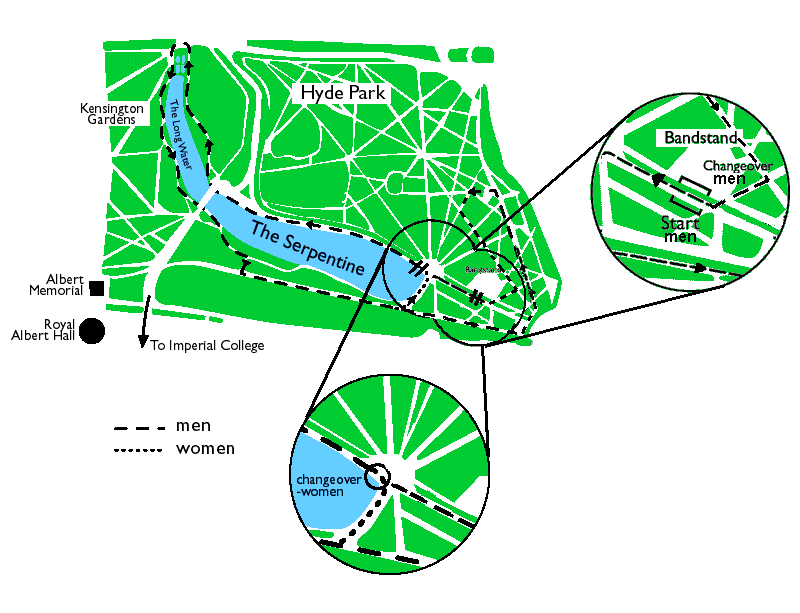 Hyde Park
Kensington
Gardens
The Long Water
Bandstand
Changeover
men
Start
men
The Serpentine
Bandstand
Albert
Memorial
Royal
Albert Hall
To Imperial College
men
women
changeover
-women